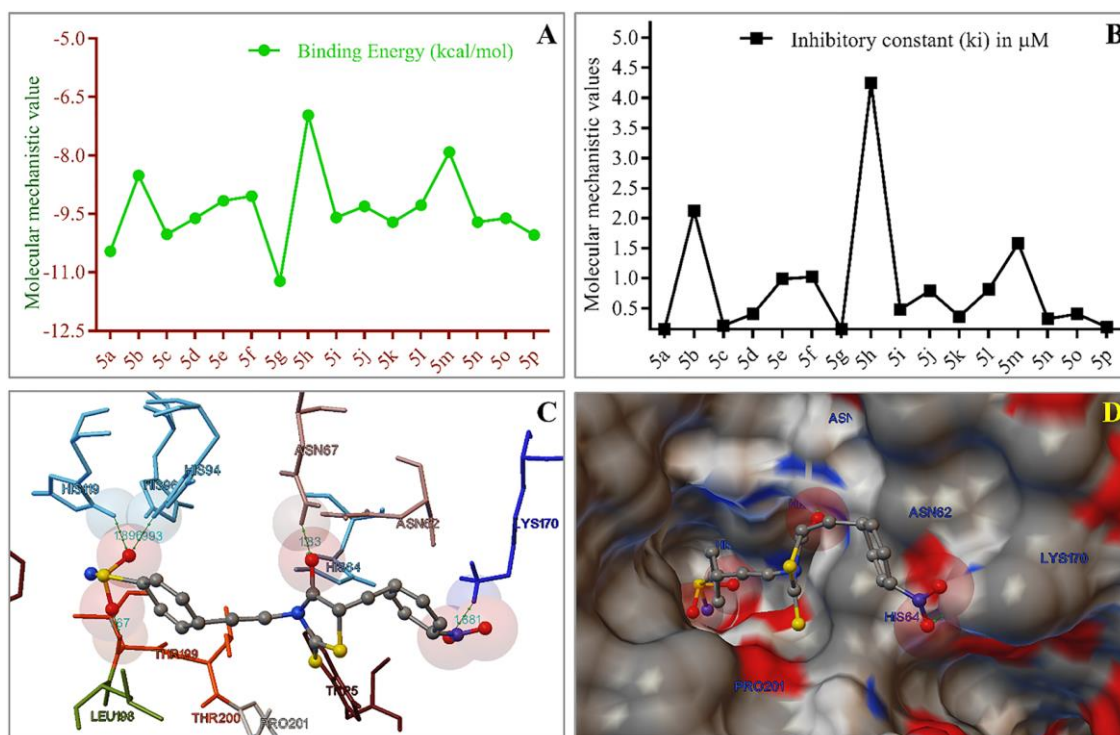 A
Binding Energy (kcal/mol)
Molecular mechanistic value
-5.0
-6.5
-8.0
-9.5
-11.0
-12.5
5a 5b 5c 5d 5e 5f 5g 5h 5i 5j 5k 5l 5m 5n 5o 5p
B
Inhibitory constant (ki) in μM
Molecular mechanistic values
5.0
4.5
4.0
3.5
3.0
2.5
2.0
1.5
1.0
0.5
5a 5b 5c 5d 5e 5f 5g 5h 5i 5j 5k 5l 5m 5n 5o 5p
C
HIS94
ASN67
HIS119
HIS96
ASN62
LYS170
HIS64
THR199
LEU198
THR200
PRO201
D
ASN
ASN62
LYS170
HIS64
PRO201